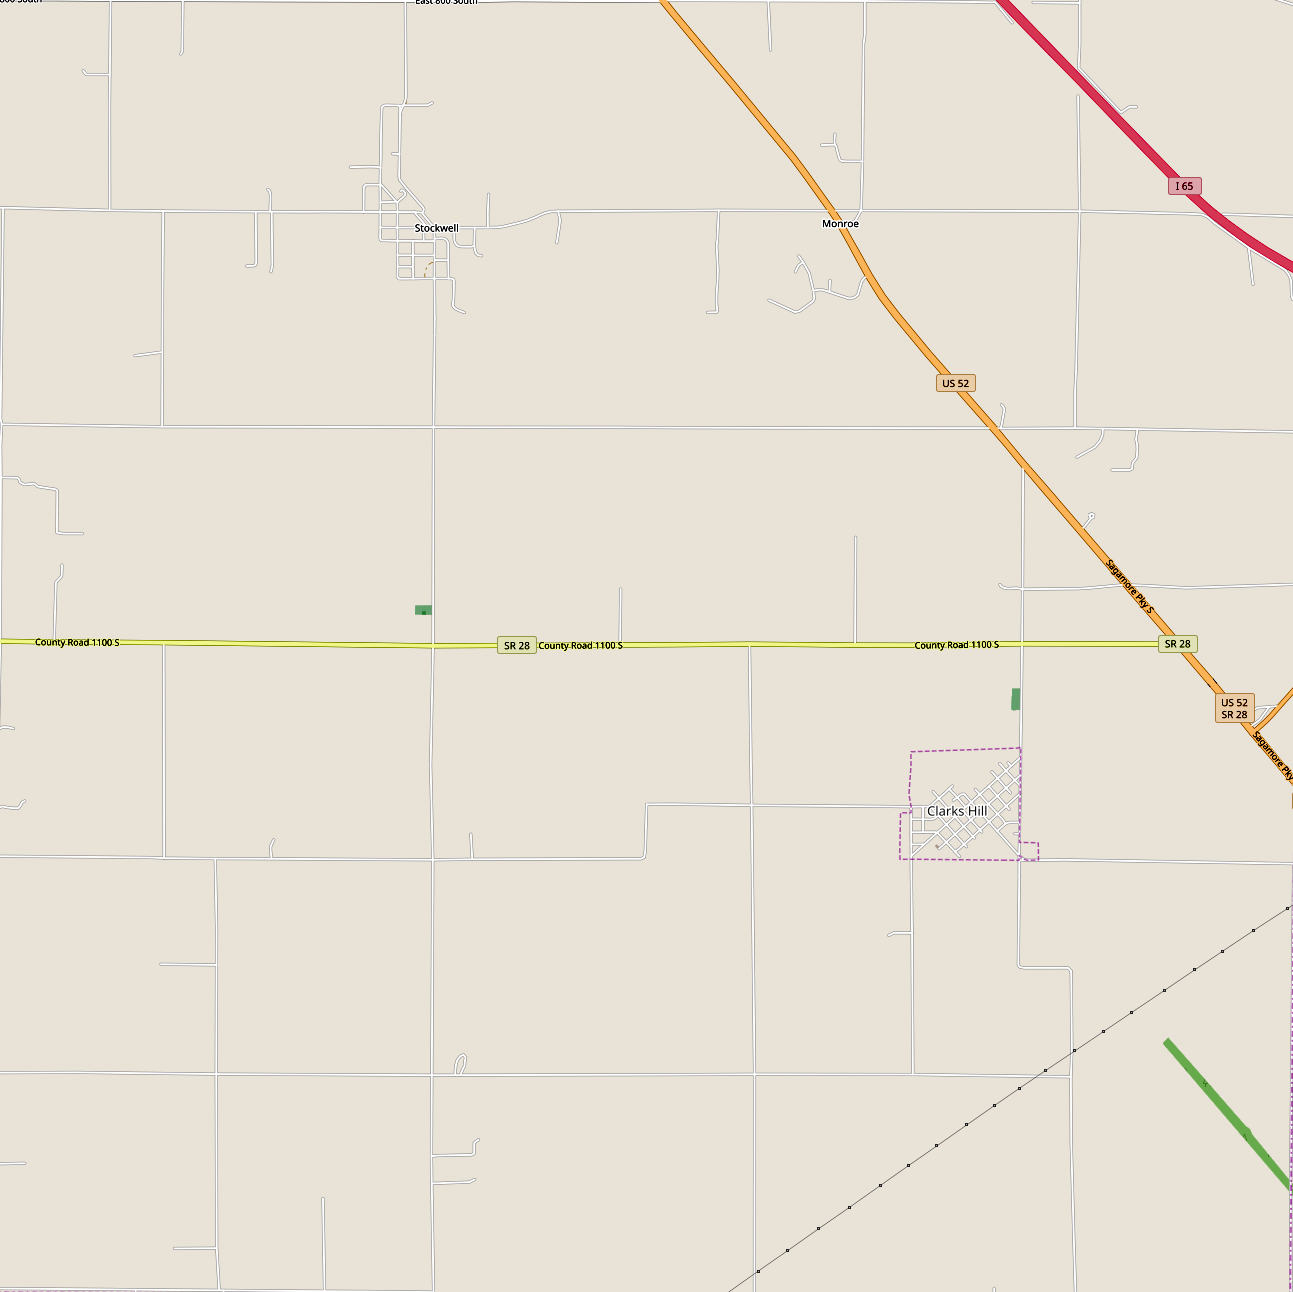 East 800 South
I 65
Stockwell
Monroe
US 52
Sagamore Pky S
County Road 1100 S
SR 28
County Road 1100 S
County Road 1100 S
SR 28
US 52
SR 28
Sagamore Pky
Clarks Hill